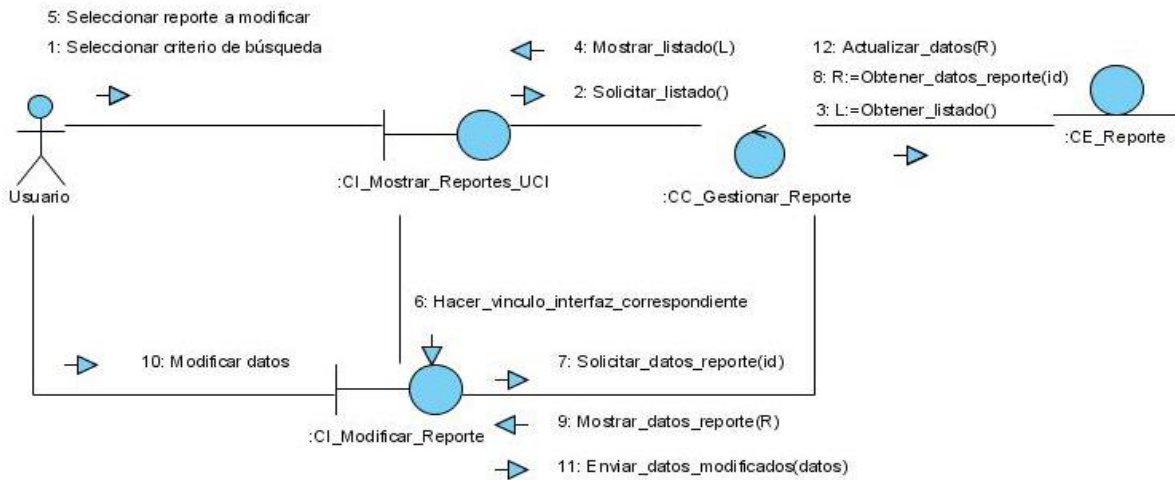 5: Seleccionar reporte a modificar
1: Seleccionar criterio de búsqueda
4: Mostrar_listado(L)
2: Solicitar_listado()
12: Actualizar_datos(R)
8: R:=Obtener_datos_reporte(id)
3: L:=Obtener_listado()
:CE_Reporte
Usuario
:CI_Mostrar_Reportes_UCI
:CC_Gestionar_Reporte
6: Hacer_vinculo_interfaz_correspondiente
10: Modificar datos
7: Solicitar_datos_reporte(id)
:CI_Modificar_Reporte
9: Mostrar_datos_reporte(R)
11: Enviar_datos_modificados(datos)